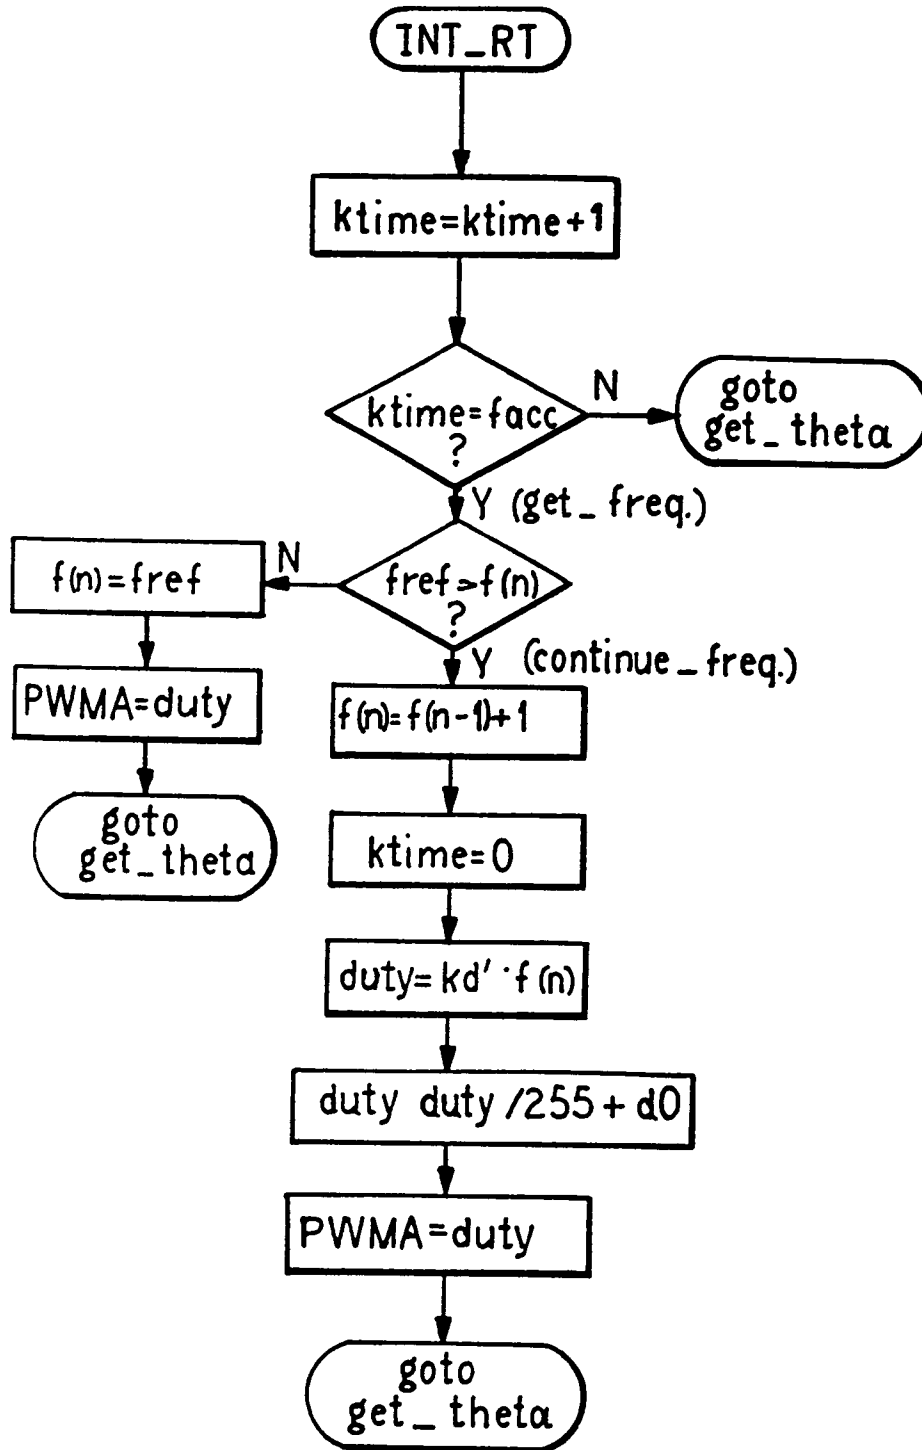 INT_RT
ktime=ktime+1
ktime=facc
?
N
goto
get_theta
Y (get_freq.)
fref>f(n)
?
N
f(n)=fref
PWMA=duty
goto
get_theta
Y (continue_freq.)
f(n)=f(n-1)+1
ktime=0
duty=kd'·f(n)
duty duty/255+d0
PWMA=duty
goto
get_theta